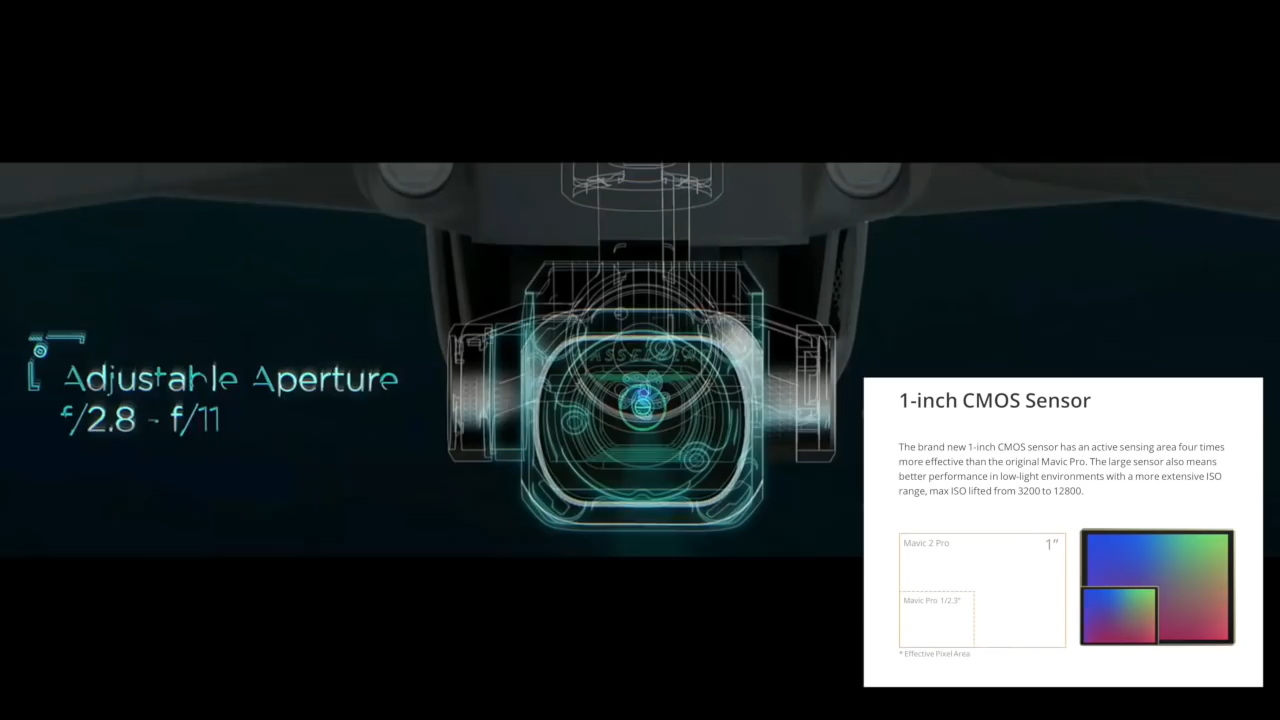 Adjustable Aperture
f/2.8 - f/11
1-inch CMOS Sensor
The brand new 1-inch CMOS sensor has an active sensing area four times
more effective than the original Mavic Pro. The large sensor also means
better performance in low-light environments with a more extensive ISO
range, max ISO lifted from 3200 to 12800.
Mavic 2 Pro
1”
Mavic Pro 1/2.3"
* Effective Pixel Area